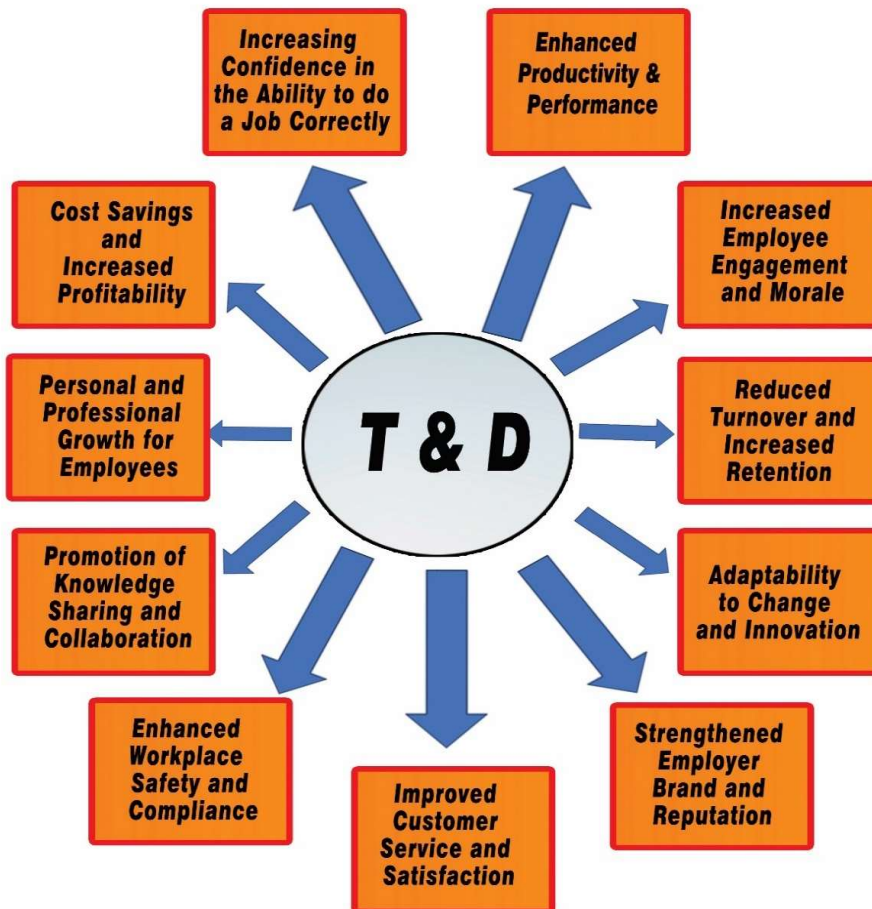 Increasing
Confidence in
the Ability to do
a Job Correctly
Enhanced
Productivity &
Performance
Cost Savings
and
Increased
Profitability
Increased
Employee
Engagement
and Morale
Personal and
Professional
Growth for
Employees
T & D
Reduced
Turnover and
Increased
Retention
Promotion of
Knowledge
Sharing and
Collaboration
Adaptability
to Change
and Innovation
Enhanced
Workplace
Safety and
Compliance
Improved
Customer
Service and
Satisfaction
Strengthened
Employer
Brand and
Reputation